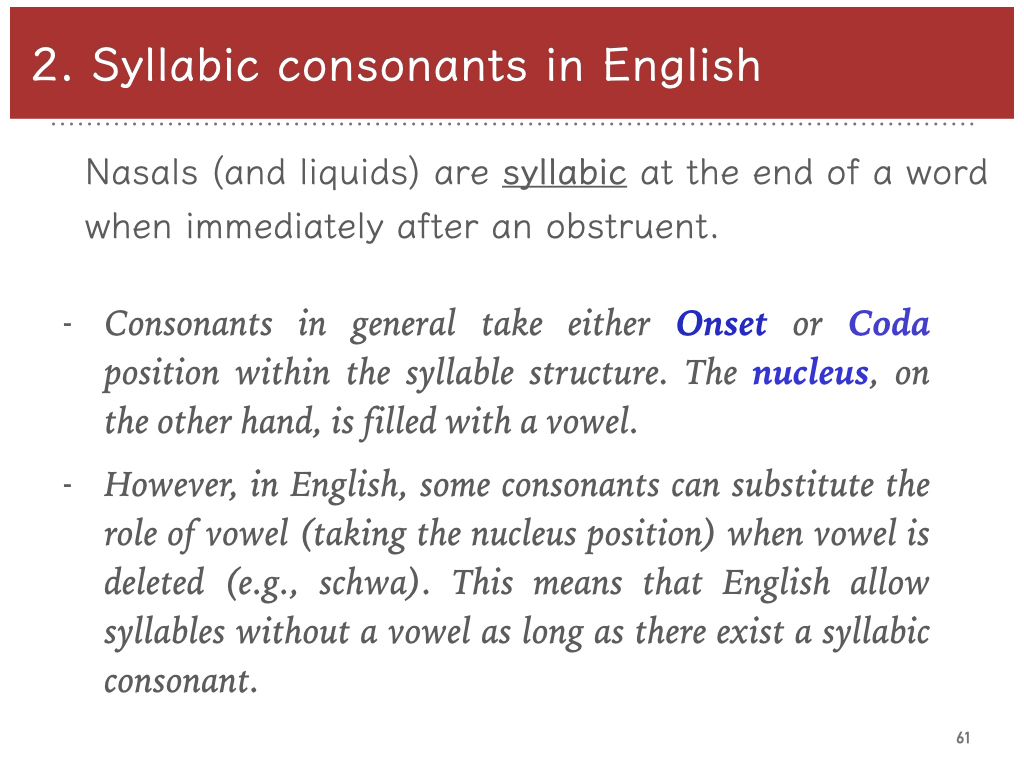 2. Syllabic consonants in English
Nasals (and liquids) are syllabic at the end of a word
when immediately after an obstruent.
- Consonants in general take either Onset or Coda
position within the syllable structure. The nucleus, on
the other hand, is filled with a vowel.
- However, in English, some consonants can substitute the
role of vowel (taking the nucleus position) when vowel is
deleted (e.g., schwa). This means that English allow
syllables without a vowel as long as there exist a syllabic
consonant.
61